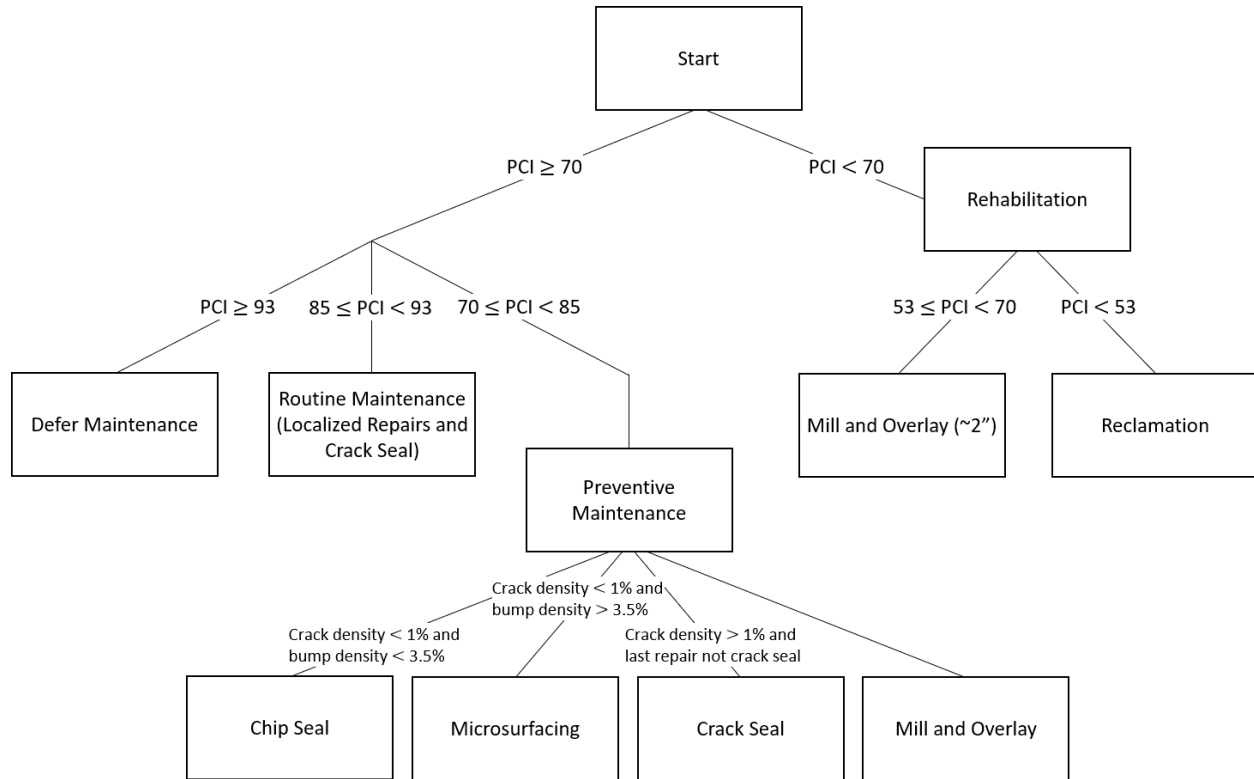 Start
PCI ≥ 70
PCI < 70
Rehabilitation
PCI ≥ 93
85 ≤ PCI < 93
70 ≤ PCI < 85
53 ≤ PCI < 70
PCI < 53
Defer Maintenance
Routine Maintenance
(Localized Repairs and
Crack Seal)
Mill and Overlay (~2”)
Reclamation
Preventive
Maintenance
Crack density < 1% and
bump density > 3.5%
Crack density < 1% and
bump density < 3.5%
Crack density > 1% and
last repair not crack seal
Chip Seal
Microsurfacing
Crack Seal
Mill and Overlay